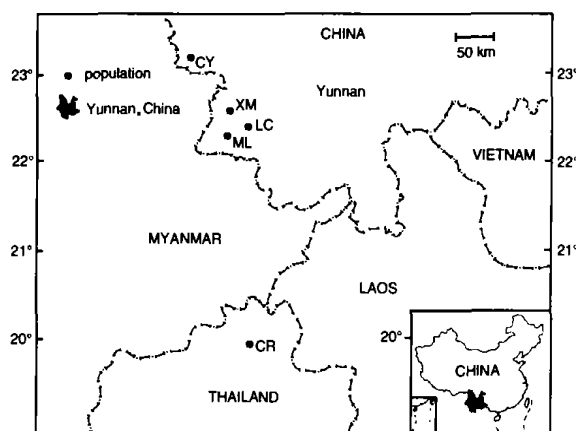 CHINA
50 km
23°
23°
CY
population
Yunnan
Yunnan, China
XM
LC
ML
22°
22°
VIETNAM
MYANMAR
21°
21°
LAOS
20°
20°
CR
CHINA
THAILAND